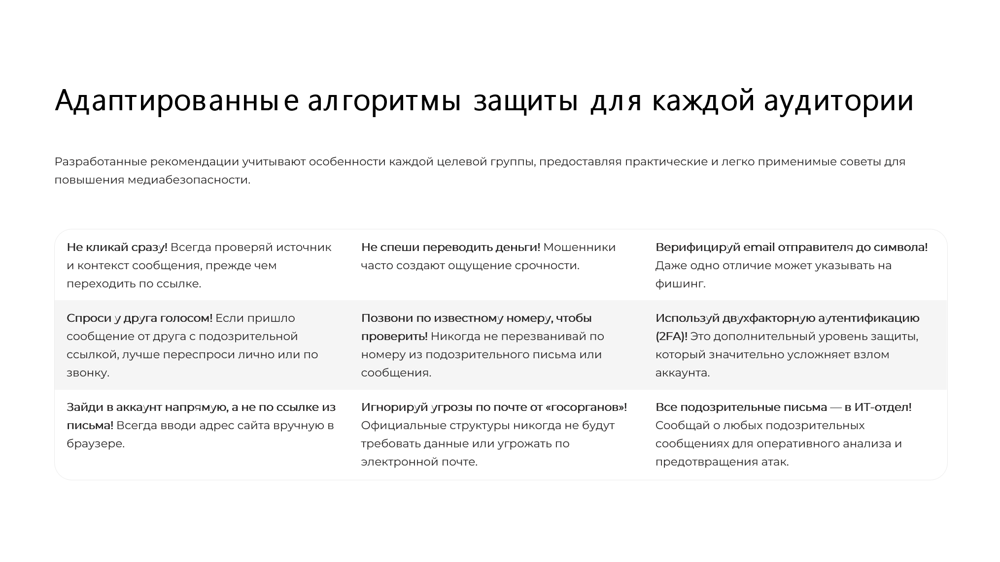 Адаптированные алгоритмы защиты для каждой аудитории
Разработанные рекомендации учитывают особенности каждой целевой группы, предоставляя практические и легко применимые советы для
повышения медиабезопасности.
Не кликай сразу! Всегда проверяй источник
и контекст сообщения, прежде чем
переходить по ссылке.
Не спеши переводить деньги! Мошенники
часто создают ощущение срочности.
Верифицируй email отправителя до символа!
Даже одно отличие может указывать на
фишинг.
Спроси у друга голосом! Если пришло
сообщение от друга с подозрительной
ссылкой, лучше переспроси лично или по
звонку.
Позвони по известному номеру, чтобы
проверить! Никогда не перезванивай по
номеру из подозрительного письма или
сообщения.
Используй двухфакторную аутентификацию
(2FA)! Это дополнительный уровень защиты,
который значительно усложняет взлом
аккаунта.
Зайди в аккаунт напрямую, а не по ссылке из
письма! Всегда вводи адрес сайта вручную в
браузере.
Игнорируй угрозы по почте от «госорганов»!
Официальные структуры никогда не будут
требовать данные или угрожать по
электронной почте.
Все подозрительные письма — в ИТ-отдел!
Сообщай о любых подозрительных
сообщениях для оперативного анализа и
предотвращения атак.